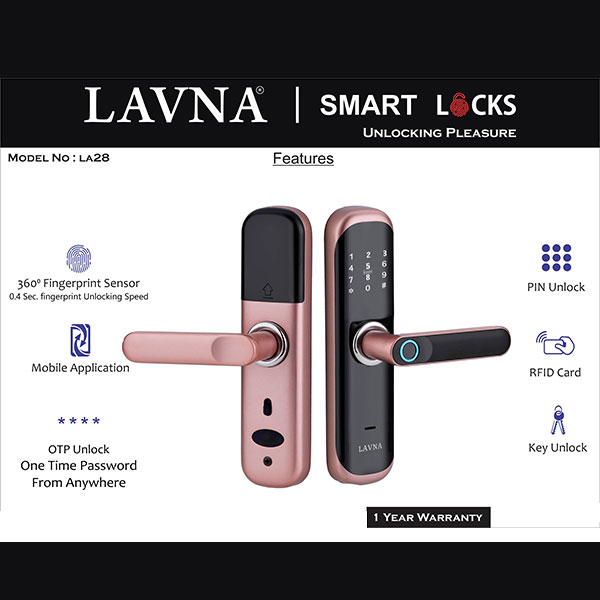 LAVNA® | SMART LOCKS
UNLOCKING PLEASURE
MODEL NO : LA28
Features
360° Fingerprint Sensor
0.4 Sec. fingerprint Unlocking Speed
Mobile Application
****
OTP Unlock
One Time Password
From Anywhere
1 2 3
4 5 6
7 8 9
* 0 #
LAVNA
PIN Unlock
RFID Card
Key Unlock
1 YEAR WARRANTY